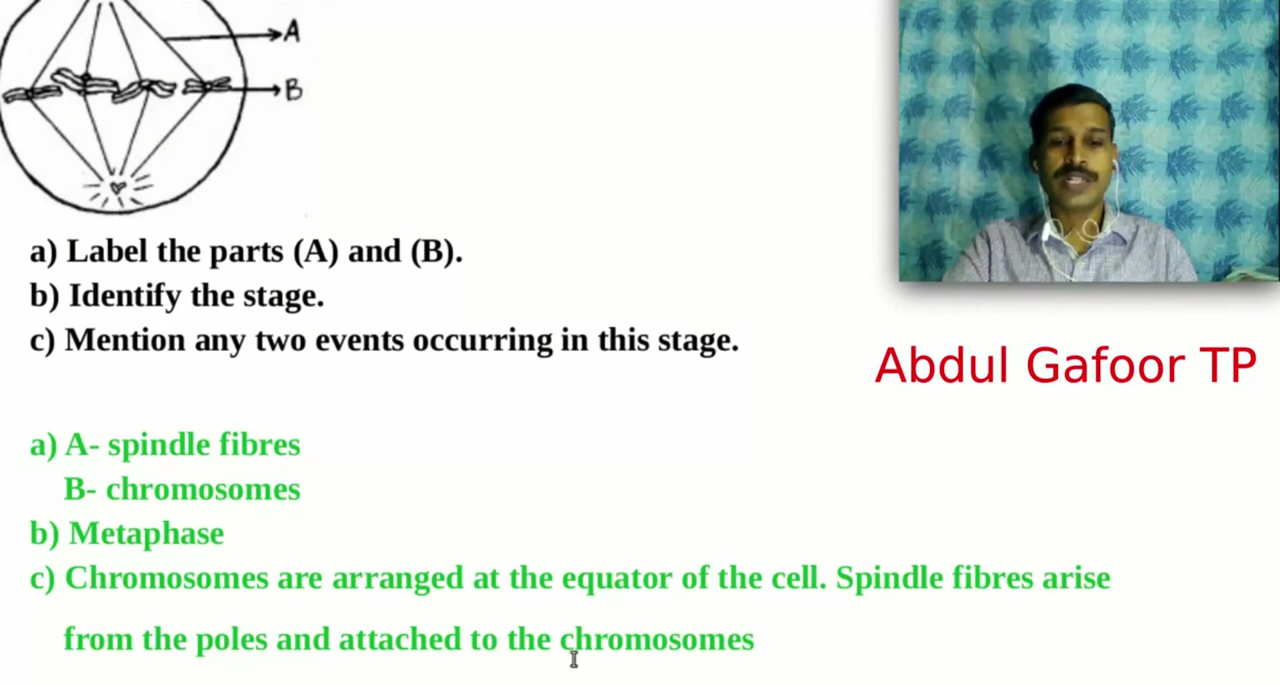 A
B
a) Label the parts (A) and (B).
b) Identify the stage.
c) Mention any two events occurring in this stage.
Abdul Gafoor TP
a) A- spindle fibres
B- chromosomes
b) Metaphase
c) Chromosomes are arranged at the equator of the cell. Spindle fibres arise
from the poles and attached to the chromosomes